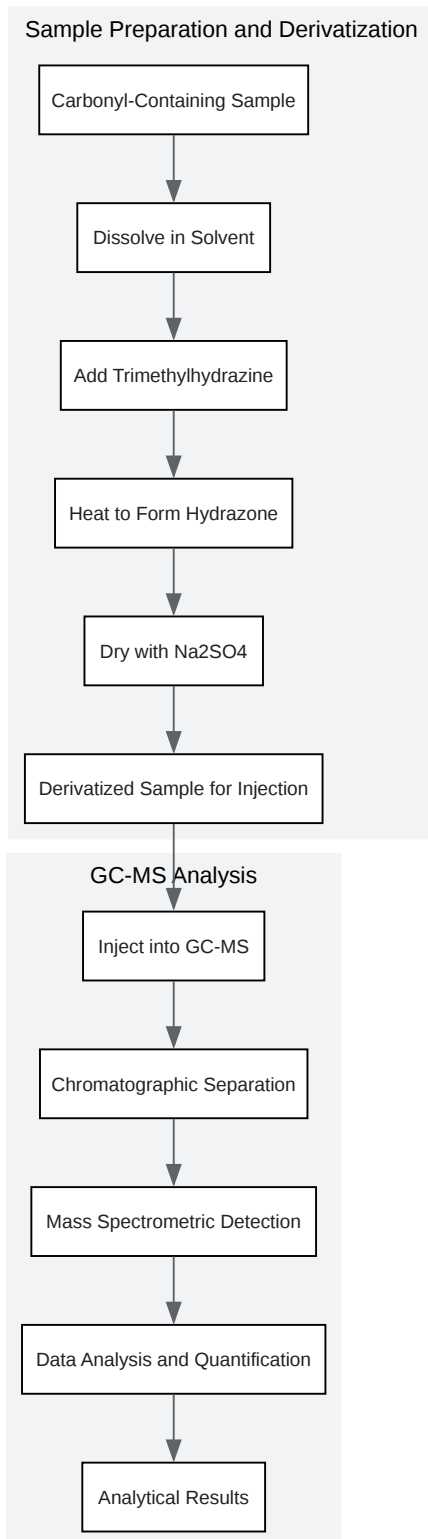 Sample Preparation and Derivatization
Carbonyl-Containing Sample
Dissolve in Solvent
Add Trimethylhydrazine
Heat to Form Hydrazone
Dry with Na2SO4
Derivatized Sample for Injection
GC-MS Analysis
Inject into GC-MS
Chromatographic Separation
Mass Spectrometric Detection
Data Analysis and Quantification
Analytical Results